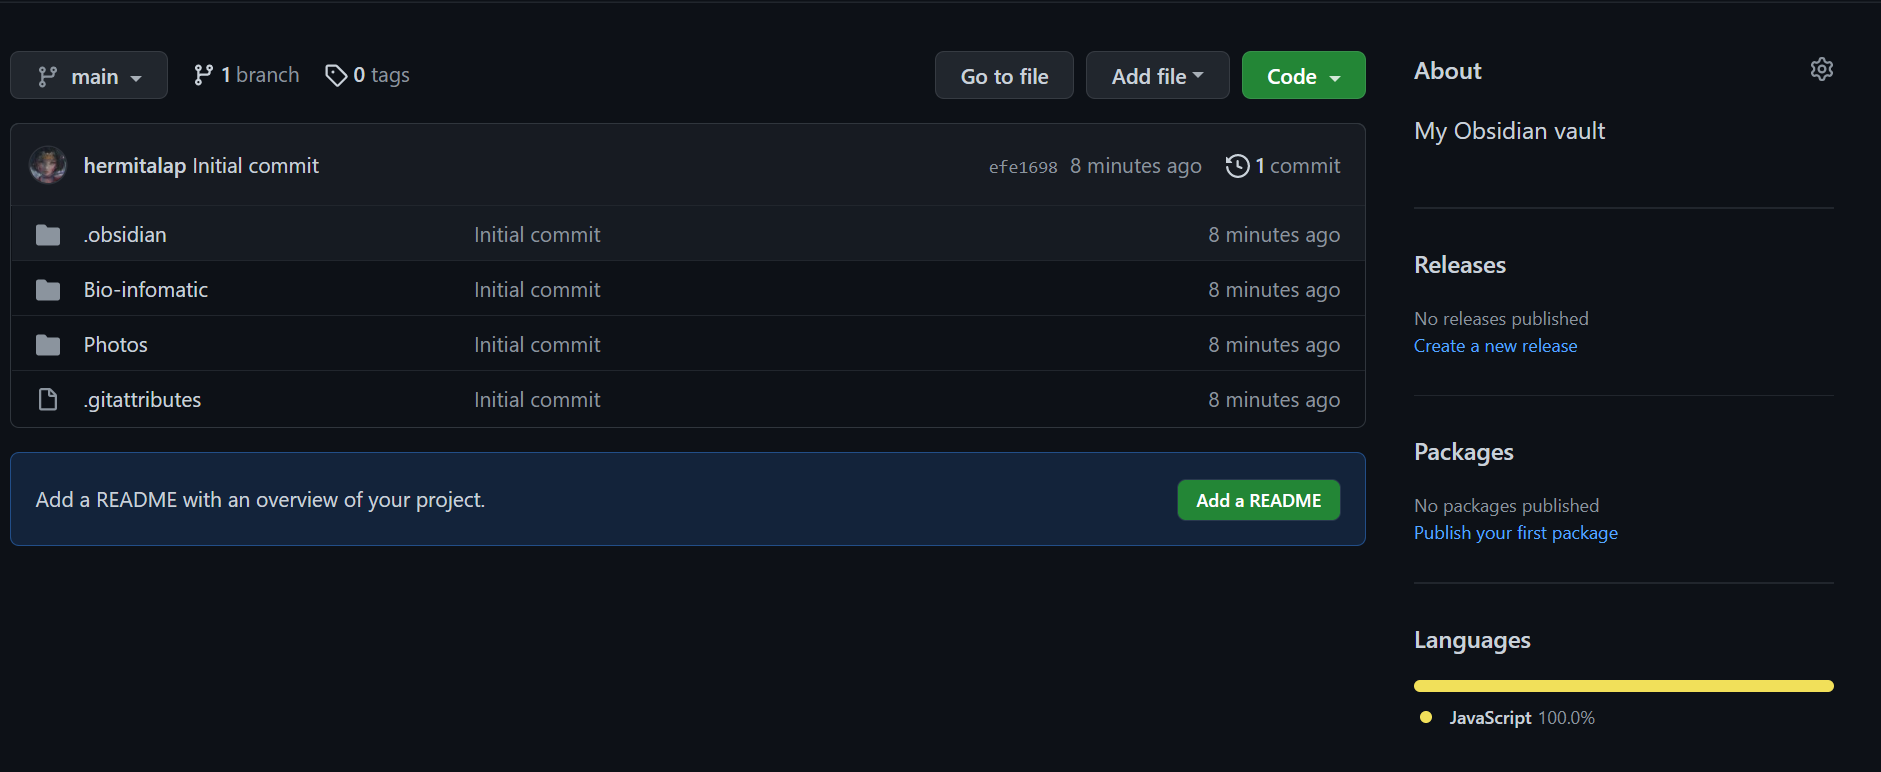 main
1 branch
0 tags
Go to file
Add file
Code
hermitalap Initial commit
efe1698 8 minutes ago
1 commit
.obsidian Initial commit 8 minutes ago
Bio-infomatic Initial commit 8 minutes ago
Photos Initial commit 8 minutes ago
.gitattributes Initial commit 8 minutes ago
Add a README with an overview of your project.
Add a README
About
My Obsidian vault
Releases
No releases published
Create a new release
Packages
No packages published
Publish your first package
Languages
JavaScript 100.0%